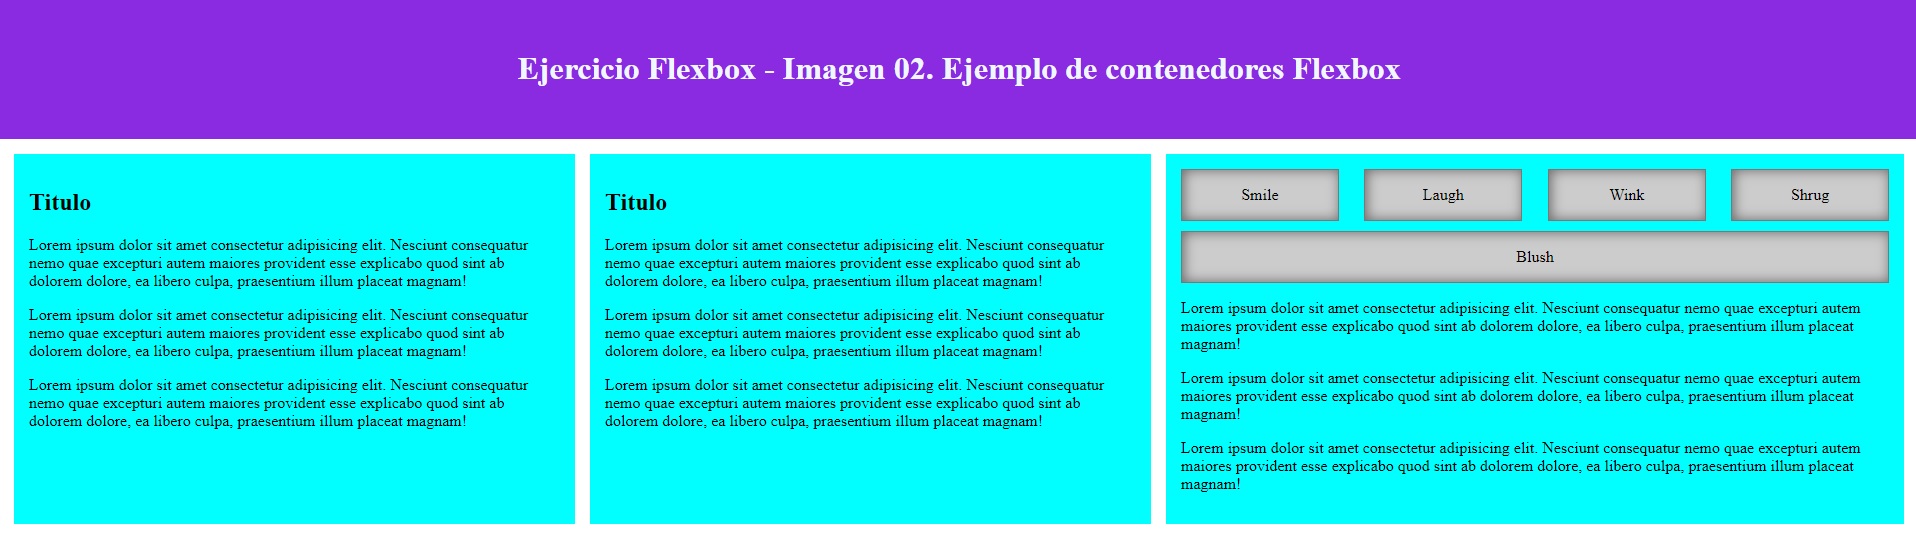 Ejercicio Flexbox - Imagen 02. Ejemplo de contenedores Flexbox
Titulo
Lorem ipsum dolor sit amet consectetur adipisicing elit. Nesciunt consequatur
nemo quae excepturi autem maiores provident esse explicabo quod sint ab
dolorem dolore, ea libero culpa, praesentium illum placeat magnam!
Lorem ipsum dolor sit amet consectetur adipisicing elit. Nesciunt consequatur
nemo quae excepturi autem maiores provident esse explicabo quod sint ab
dolorem dolore, ea libero culpa, praesentium illum placeat magnam!
Lorem ipsum dolor sit amet consectetur adipisicing elit. Nesciunt consequatur
nemo quae excepturi autem maiores provident esse explicabo quod sint ab
dolorem dolore, ea libero culpa, praesentium illum placeat magnam!
Titulo
Lorem ipsum dolor sit amet consectetur adipisicing elit. Nesciunt consequatur
nemo quae excepturi autem maiores provident esse explicabo quod sint ab
dolorem dolore, ea libero culpa, praesentium illum placeat magnam!
Lorem ipsum dolor sit amet consectetur adipisicing elit. Nesciunt consequatur
nemo quae excepturi autem maiores provident esse explicabo quod sint ab
dolorem dolore, ea libero culpa, praesentium illum placeat magnam!
Lorem ipsum dolor sit amet consectetur adipisicing elit. Nesciunt consequatur
nemo quae excepturi autem maiores provident esse explicabo quod sint ab
dolorem dolore, ea libero culpa, praesentium illum placeat magnam!
Smile Laugh Wink Shrug
Blush
Lorem ipsum dolor sit amet consectetur adipisicing elit. Nesciunt consequatur nemo quae excepturi autem
maiores provident esse explicabo quod sint ab dolorem dolore, ea libero culpa, praesentium illum placeat
magnam!
Lorem ipsum dolor sit amet consectetur adipisicing elit. Nesciunt consequatur nemo quae excepturi autem
maiores provident esse explicabo quod sint ab dolorem dolore, ea libero culpa, praesentium illum placeat
magnam!
Lorem ipsum dolor sit amet consectetur adipisicing elit. Nesciunt consequatur nemo quae excepturi autem
maiores provident esse explicabo quod sint ab dolorem dolore, ea libero culpa, praesentium illum placeat
magnam!